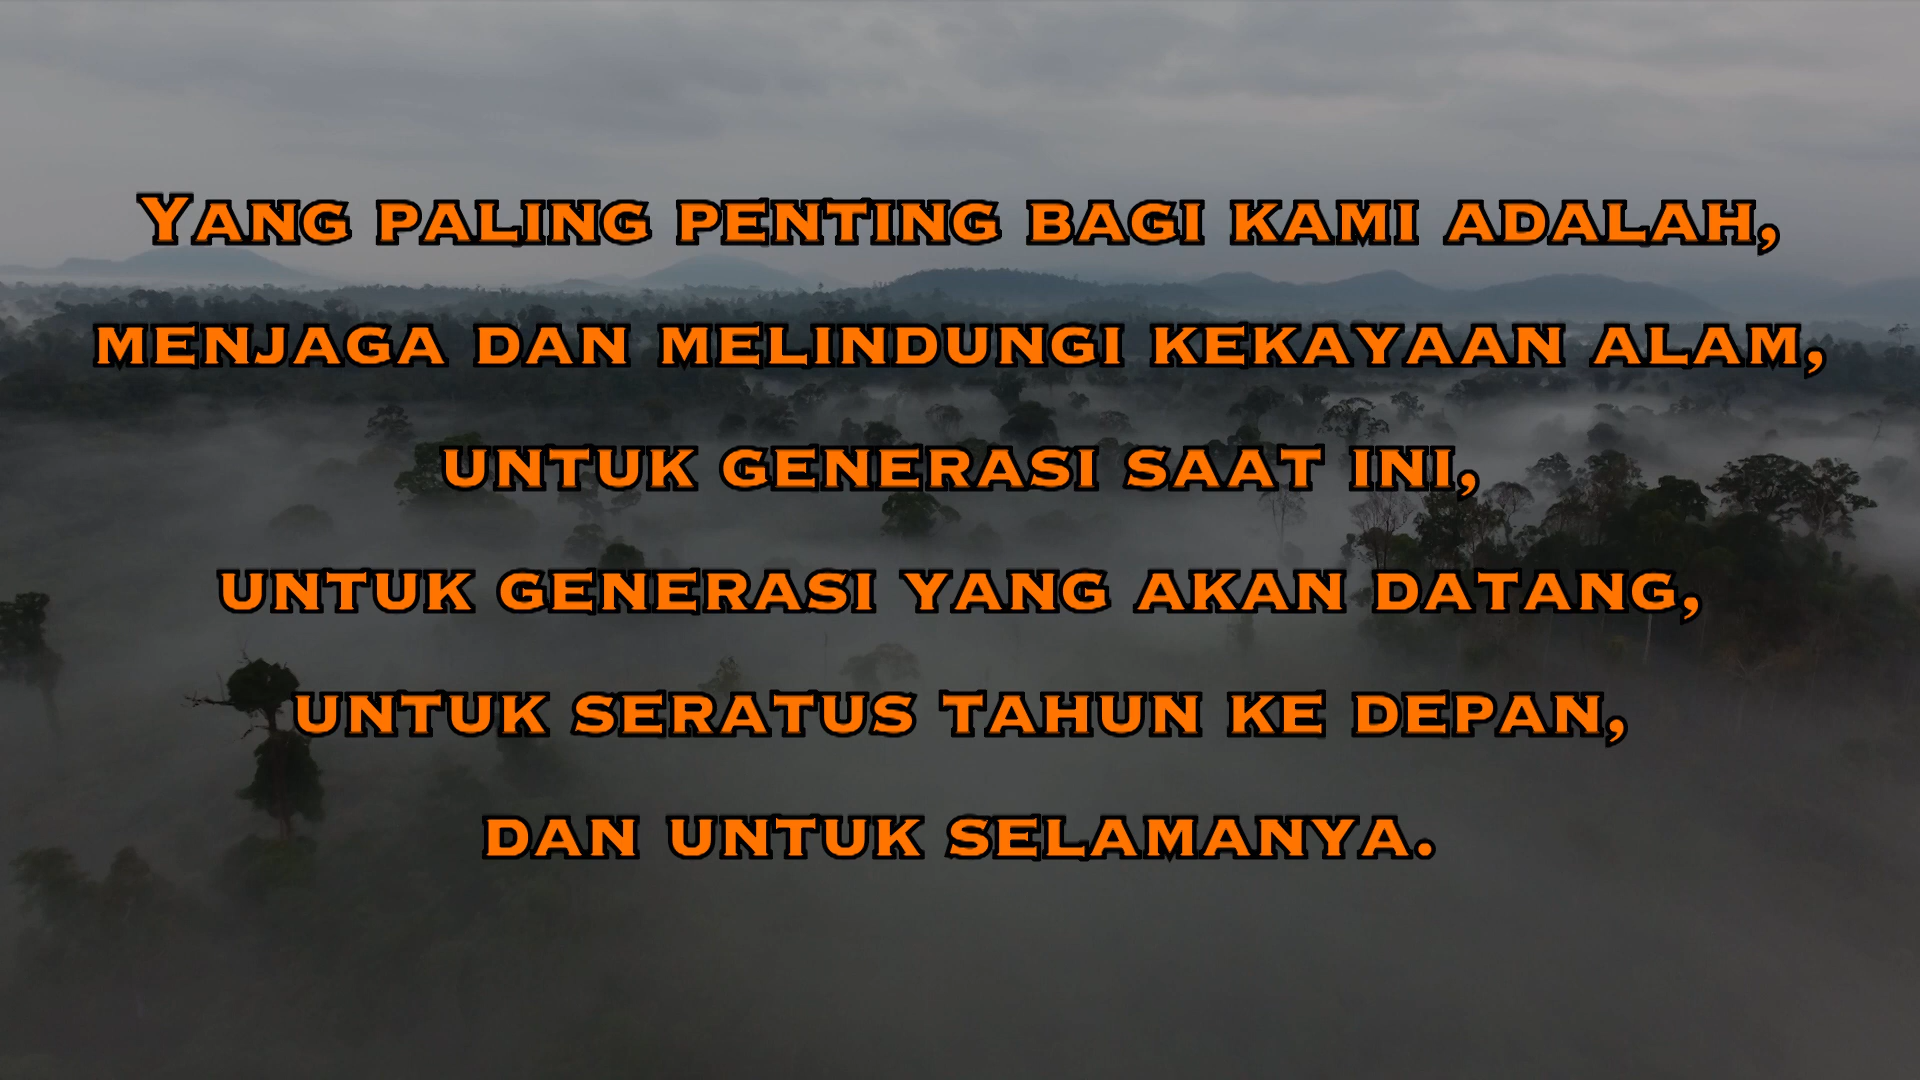 Yang paling penting bagi kami adalah,
menjaga dan melindungi kekayaan alam,
untuk generasi saat ini,
untuk generasi yang akan datang,
untuk seratus tahun ke depan,
dan untuk selamanya.